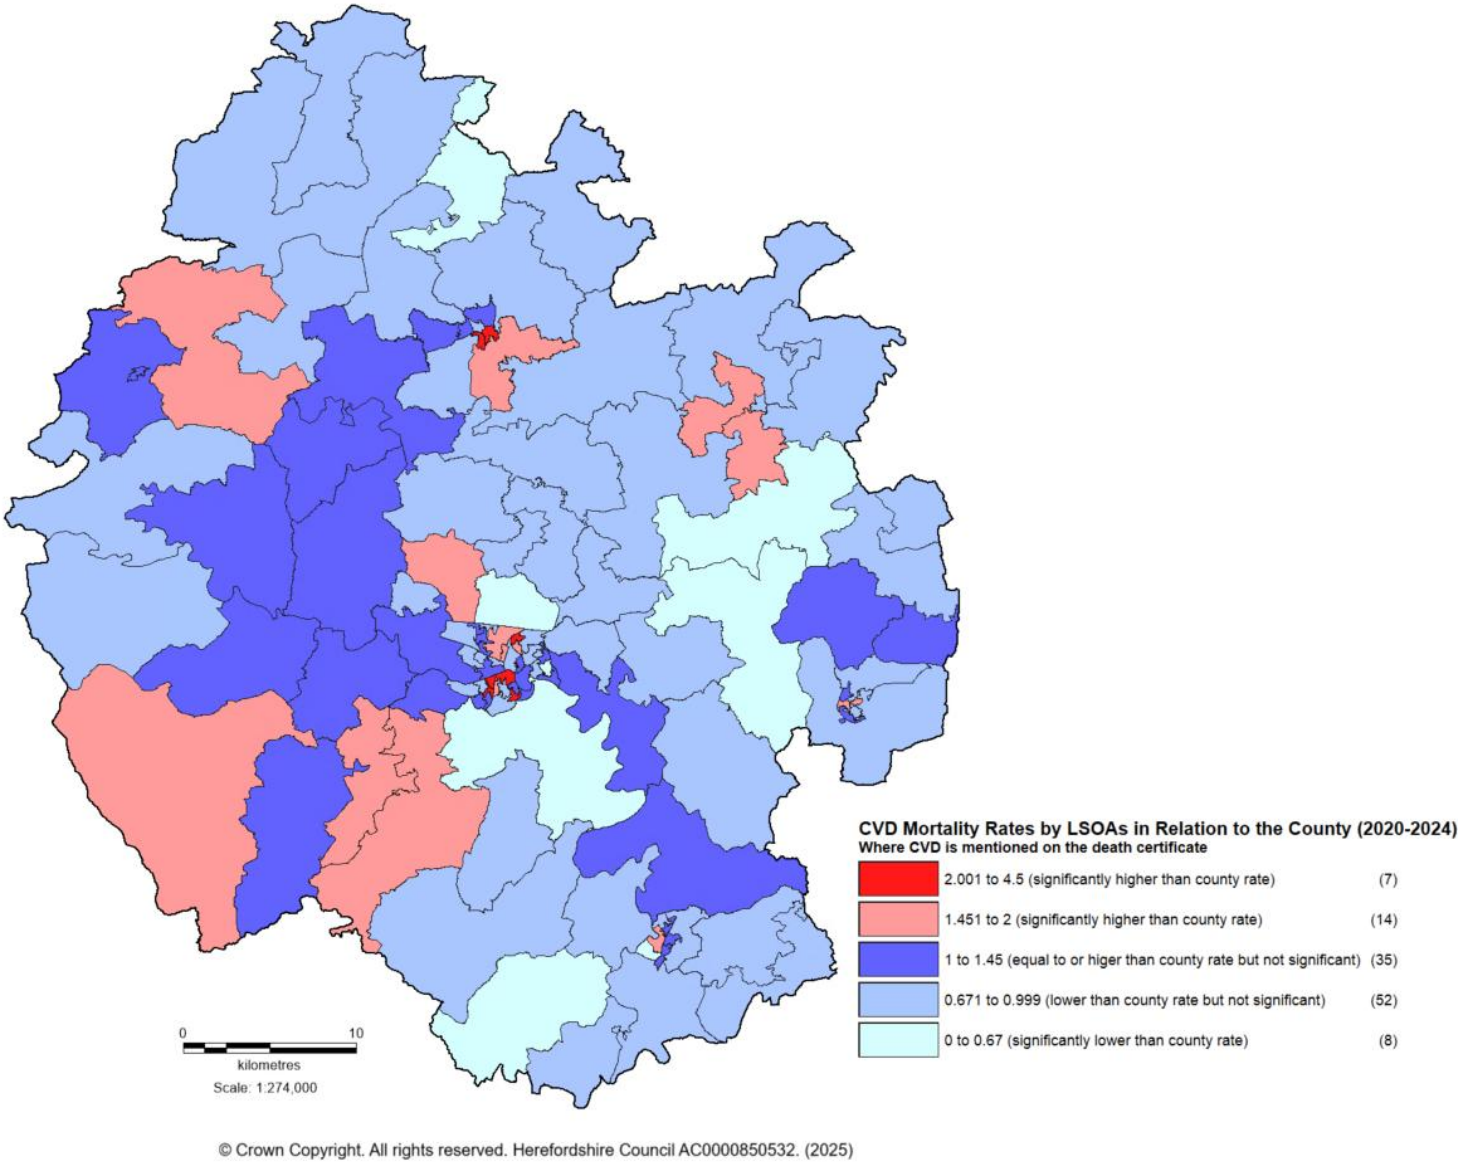 CVD Mortality Rates by LSOAs in Relation to the County (2020-2024)
Where CVD is mentioned on the death certificate
2.001 to 4.5 (significantly higher than county rate) (7)
1.451 to 2 (significantly higher than county rate) (14)
1 to 1.45 (equal to or higer than county rate but not significant) (35)
0.671 to 0.999 (lower than county rate but not significant) (52)
0 to 0.67 (significantly lower than county rate) (8)
0 10
kilometres
Scale: 1:274,000
© Crown Copyright. All rights reserved. Herefordshire Council AC0000850532. (2025)